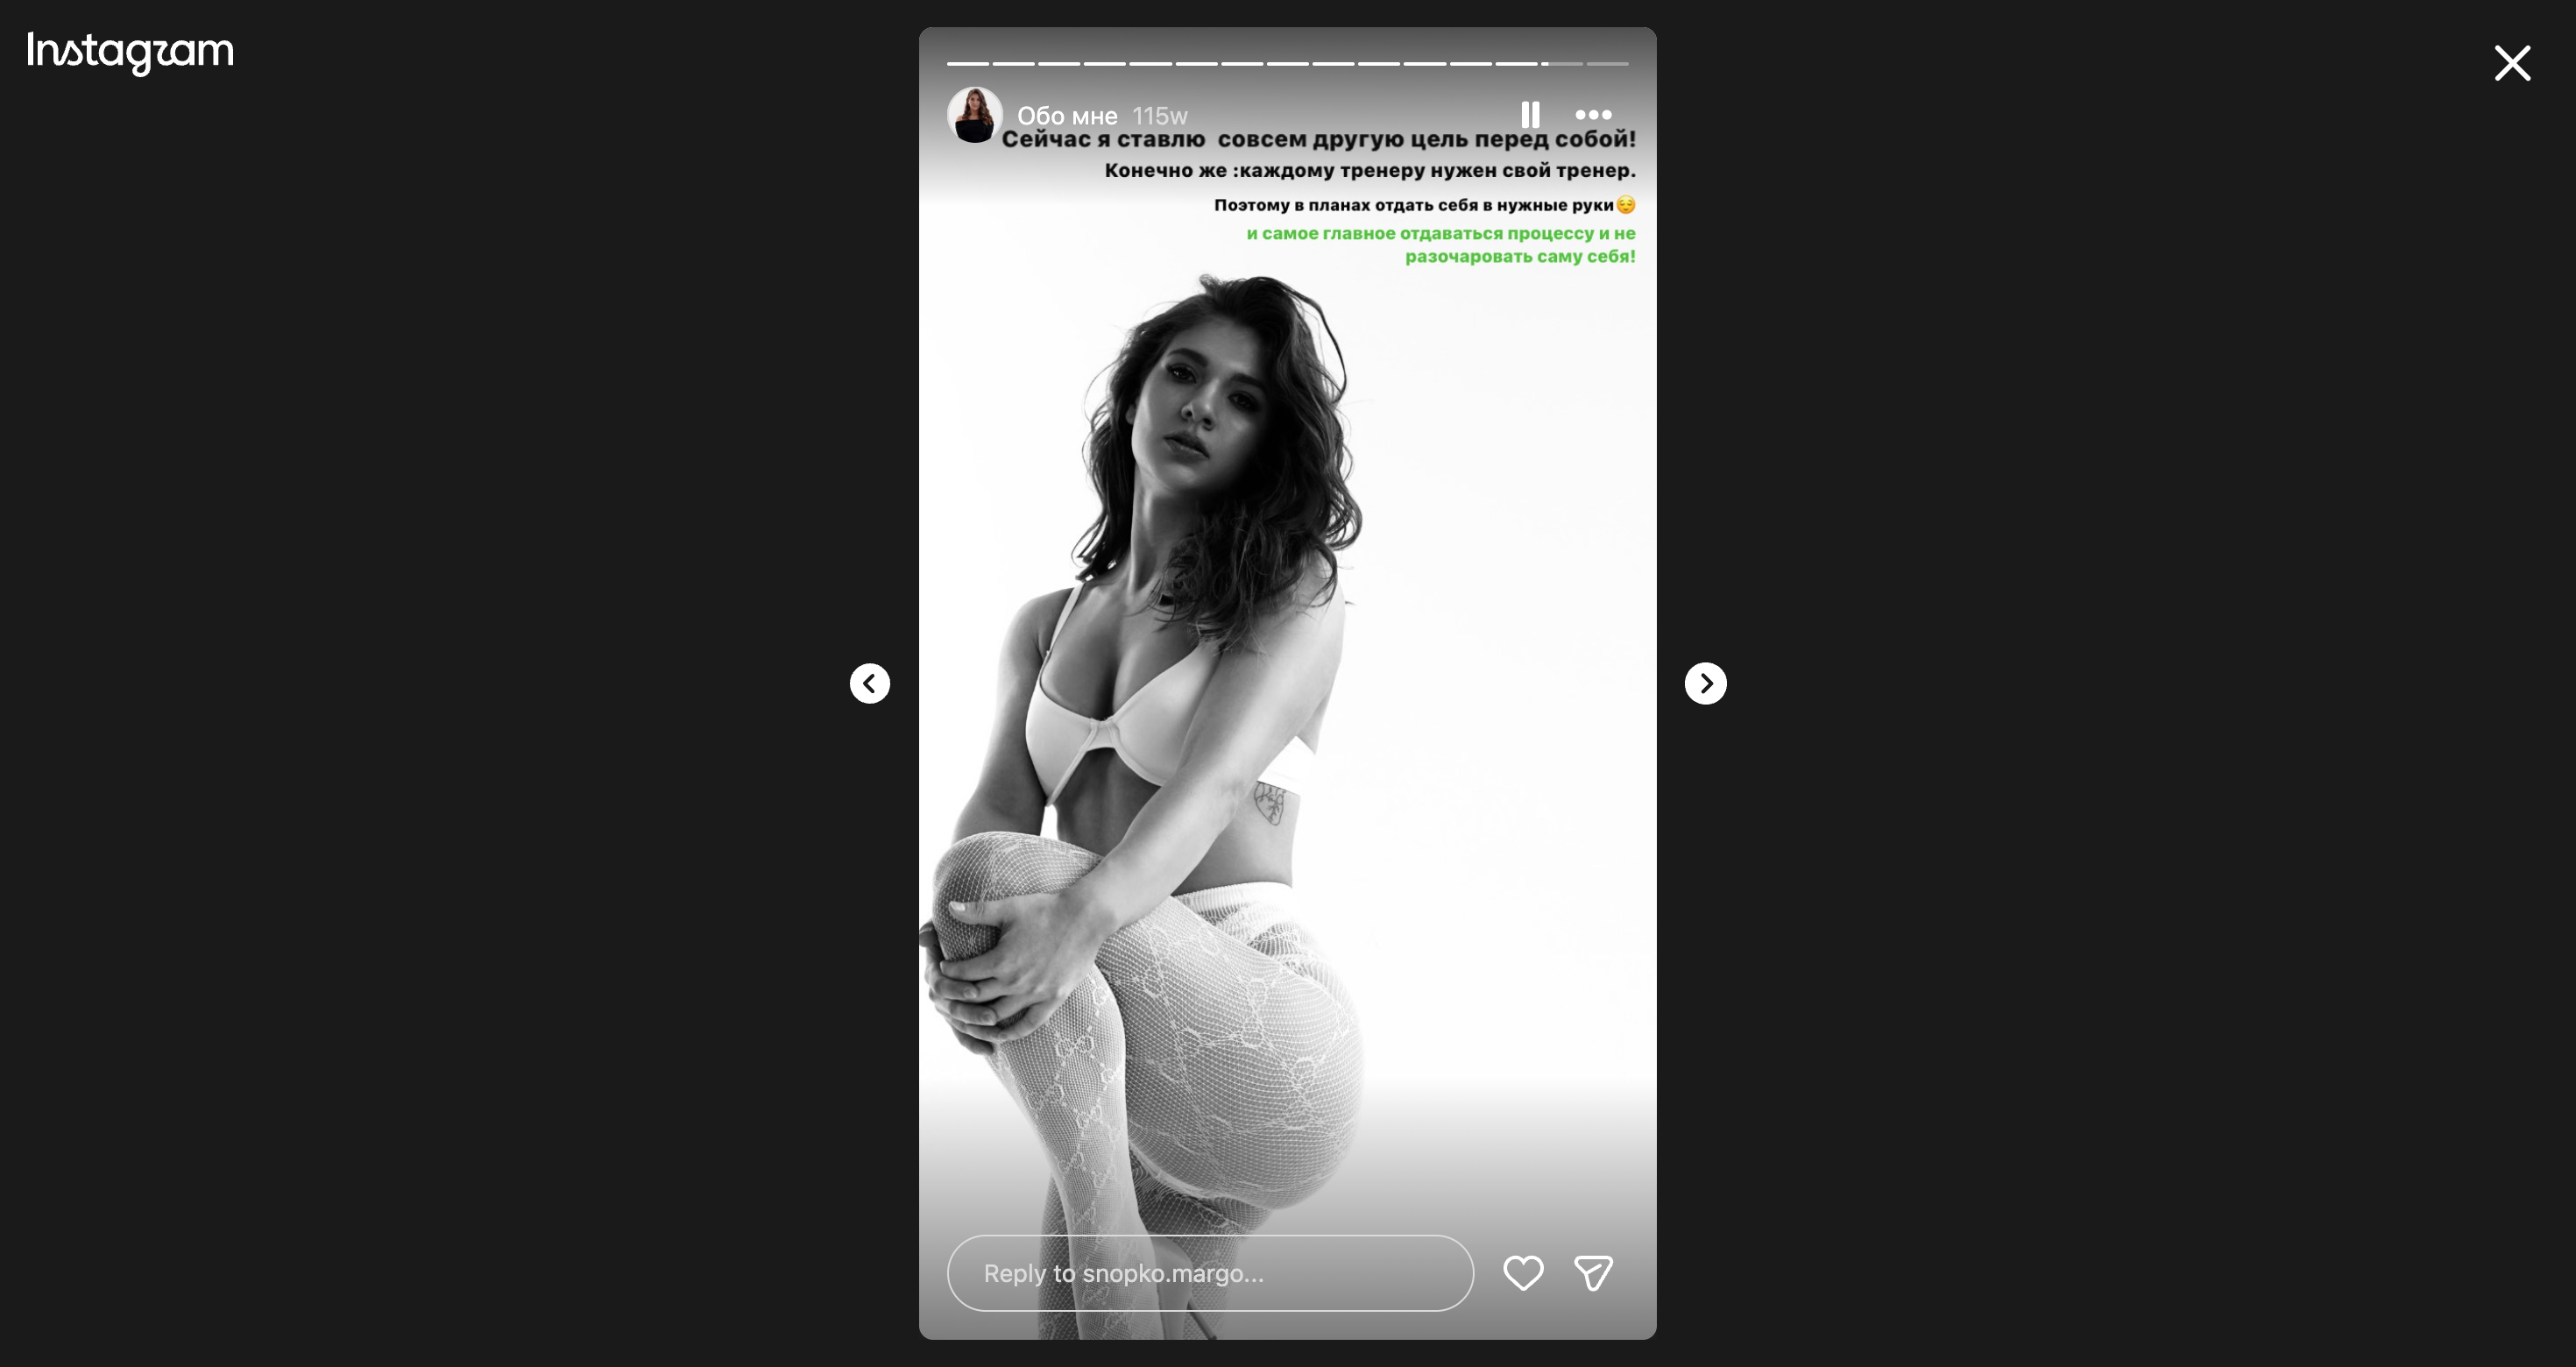 Instagram
Обо мне 115w
Сейчас я ставлю совсем другую цель перед собой!
Конечно же :каждому тренеру нужен свой тренер.
Поэтому в планах отдать себя в нужные руки😌
и самое главное отдаваться процессу и не
разочаровать саму себя!
Reply to snopko.margo...